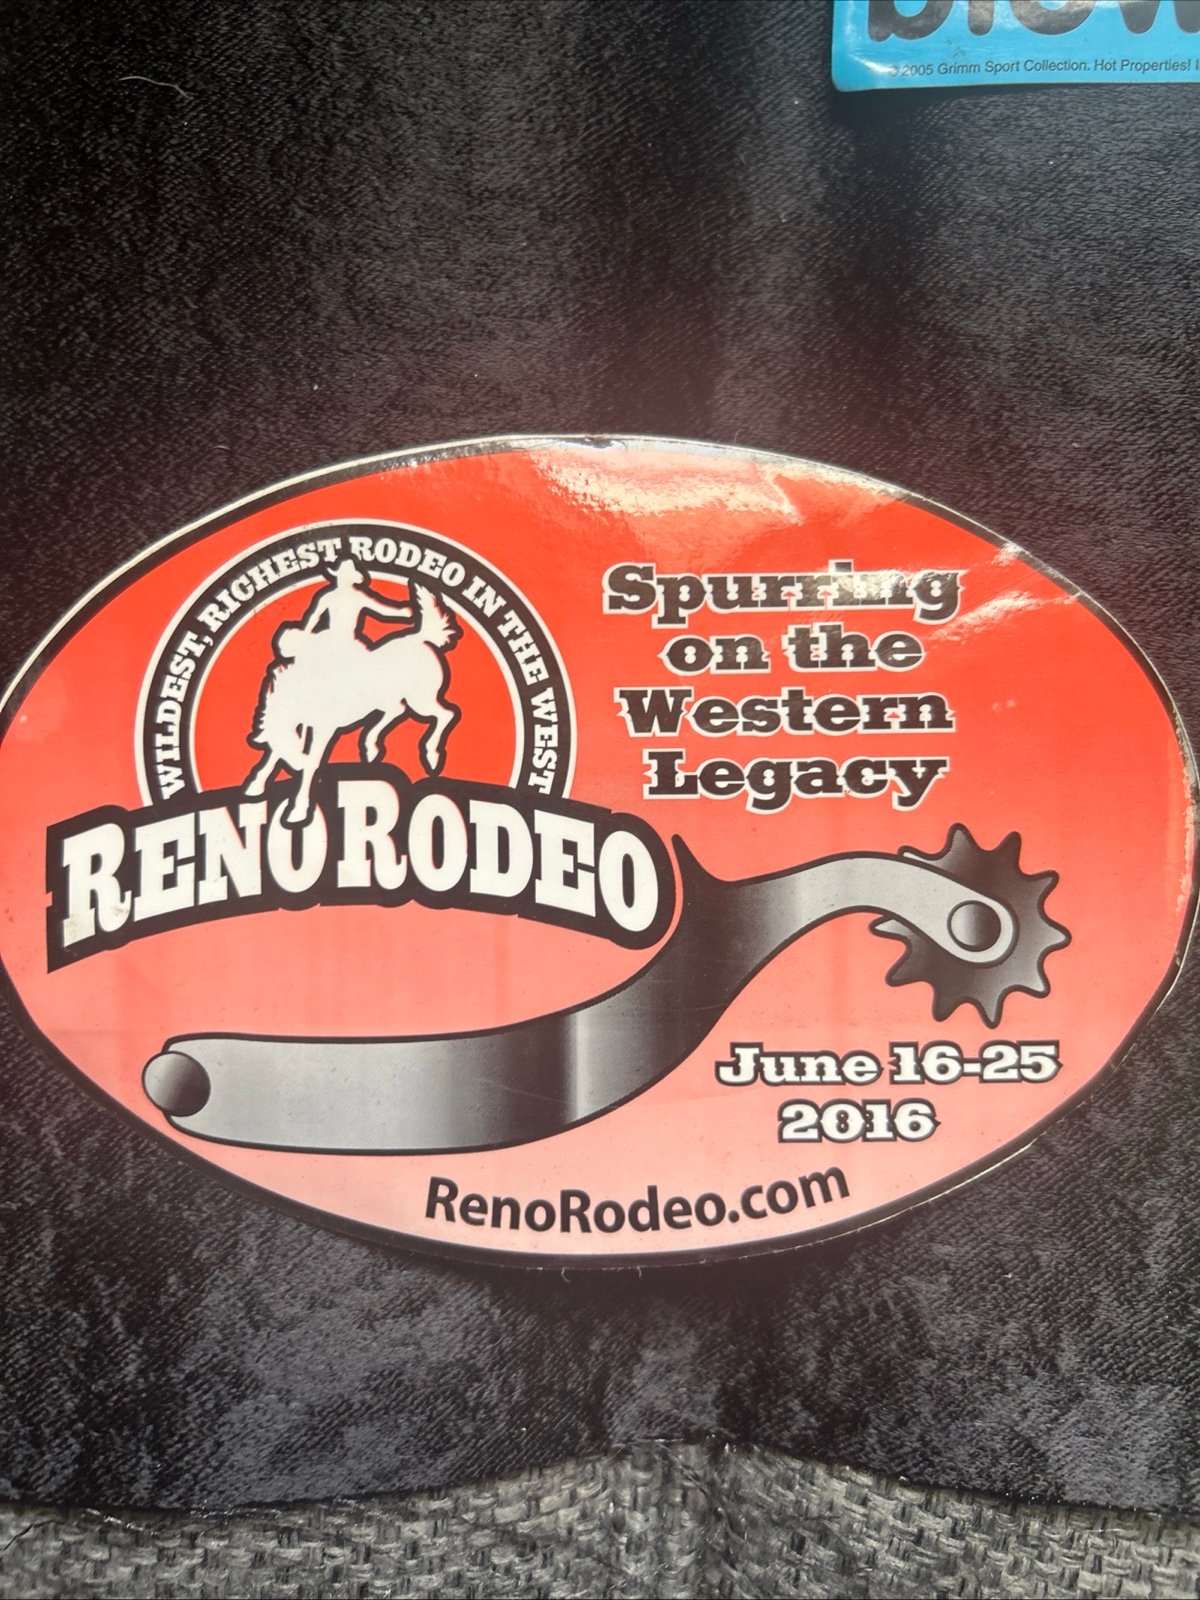 © 2005 Grimm Sport Collection. Hot Properties!
WILDEST, RICHEST RODEO IN THE WEST
RENO RODEO
Spurring
on the
Western
Legacy
June 16-25
2016
RenoRodeo.com